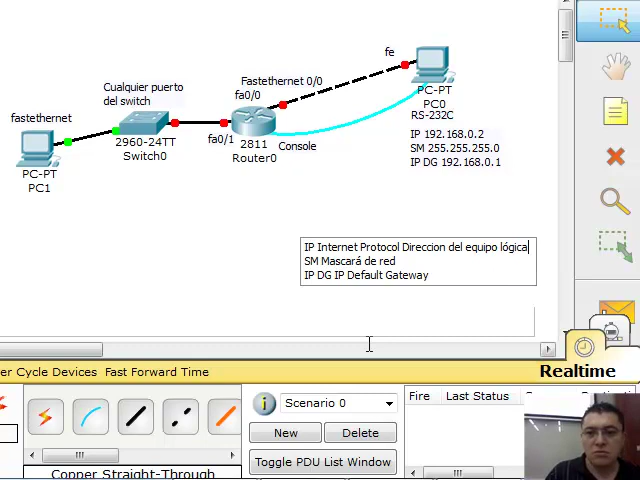 fe
Fastethernet 0/0
fa0/0
Cualquier puerto
del switch
fastethernet
PC-PT
PC0
RS-232C
IP 192.168.0.2
SM 255.255.255.0
IP DG 192.168.0.1
2960-24TT
Switch0
fa0/1
2811
Router0
Console
PC-PT
PC1
IP Internet Protocol Direccion del equipo lógica
SM Mascará de red
IP DG IP Default Gateway
er Cycle Devices Fast Forward Time
Realtime
Scenario 0
Fire Last Status
New Delete
Toggle PDU List Window
Copper Straight-Through